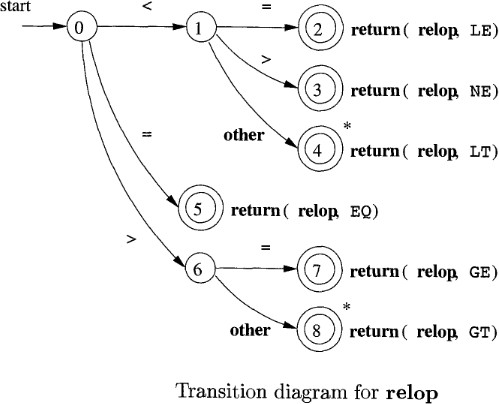 start
0 < 1 = 2 return( relop, LE)
> 3 return( relop, NE)
other 4 * return( relop, LT)
=
5 return( relop, EQ)
> 6 = 7 return( relop, GE)
other 8 * return( relop, GT)
Transition diagram for relop